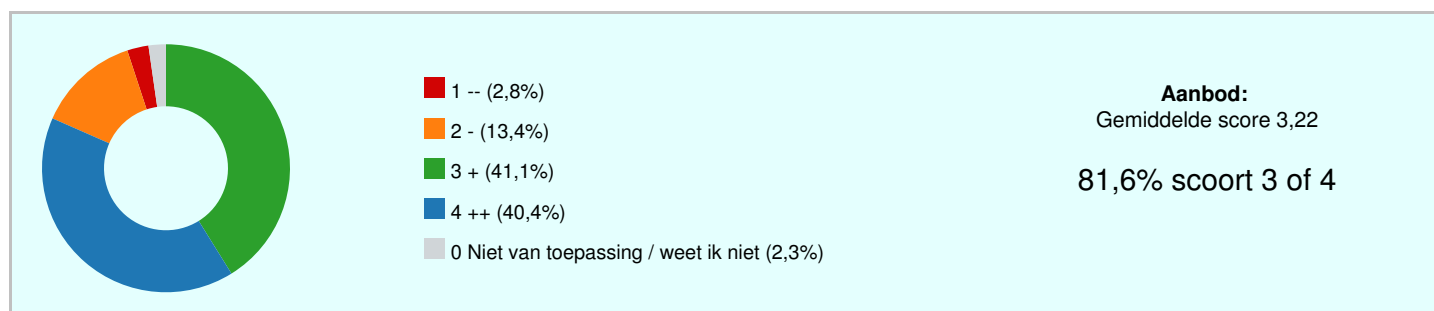 1 -- (2,8%)
2 - (13,4%)
3 + (41,1%)
4 ++ (40,4%)
0 Niet van toepassing / weet ik niet (2,3%)
Aanbod:
Gemiddelde score 3,22
81,6% scoort 3 of 4